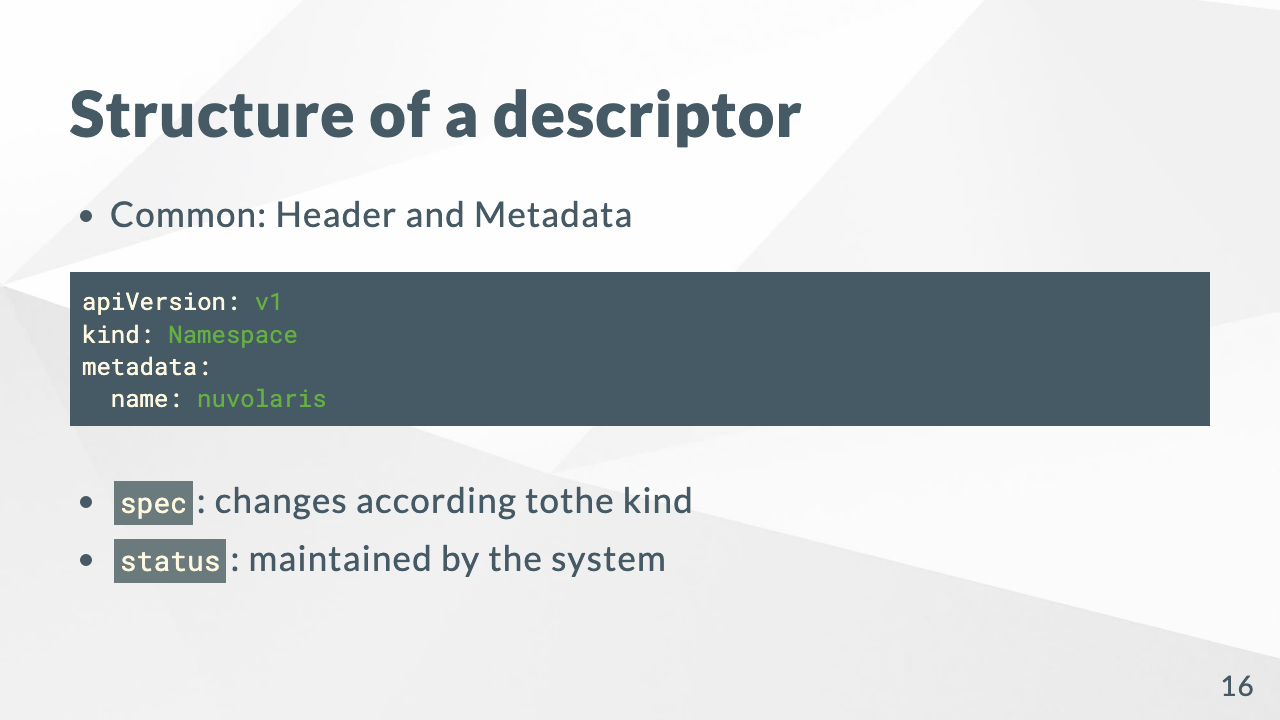 Structure of a descriptor
• Common: Header and Metadata
apiVersion: v1
kind: Namespace
metadata:
  name: nuvolaris
• spec: changes according tothe kind
• status: maintained by the system
16